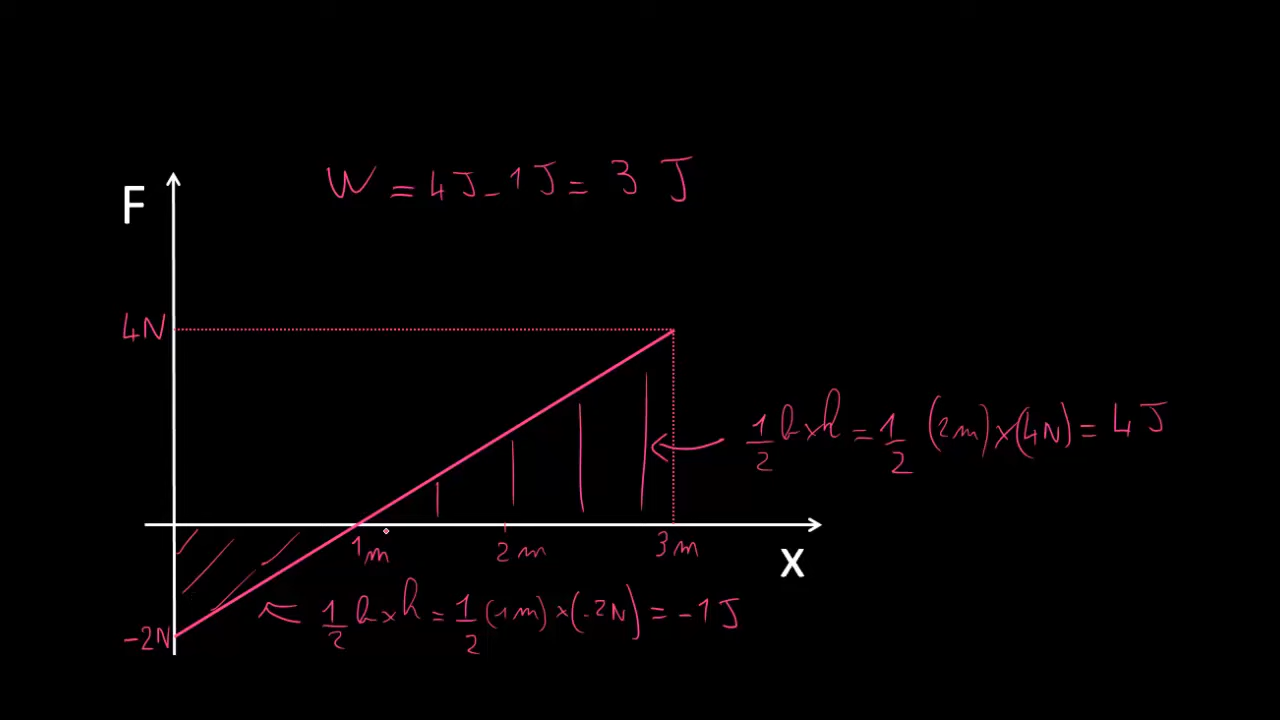 W = 4J - 1J = 3 J
F
4N
1/2 b x h = 1/2 (2m) x (4N) = 4 J
1m 2m 3m
X
1/2 b x h = 1/2 (1m) x (-2N) = -1 J
-2N